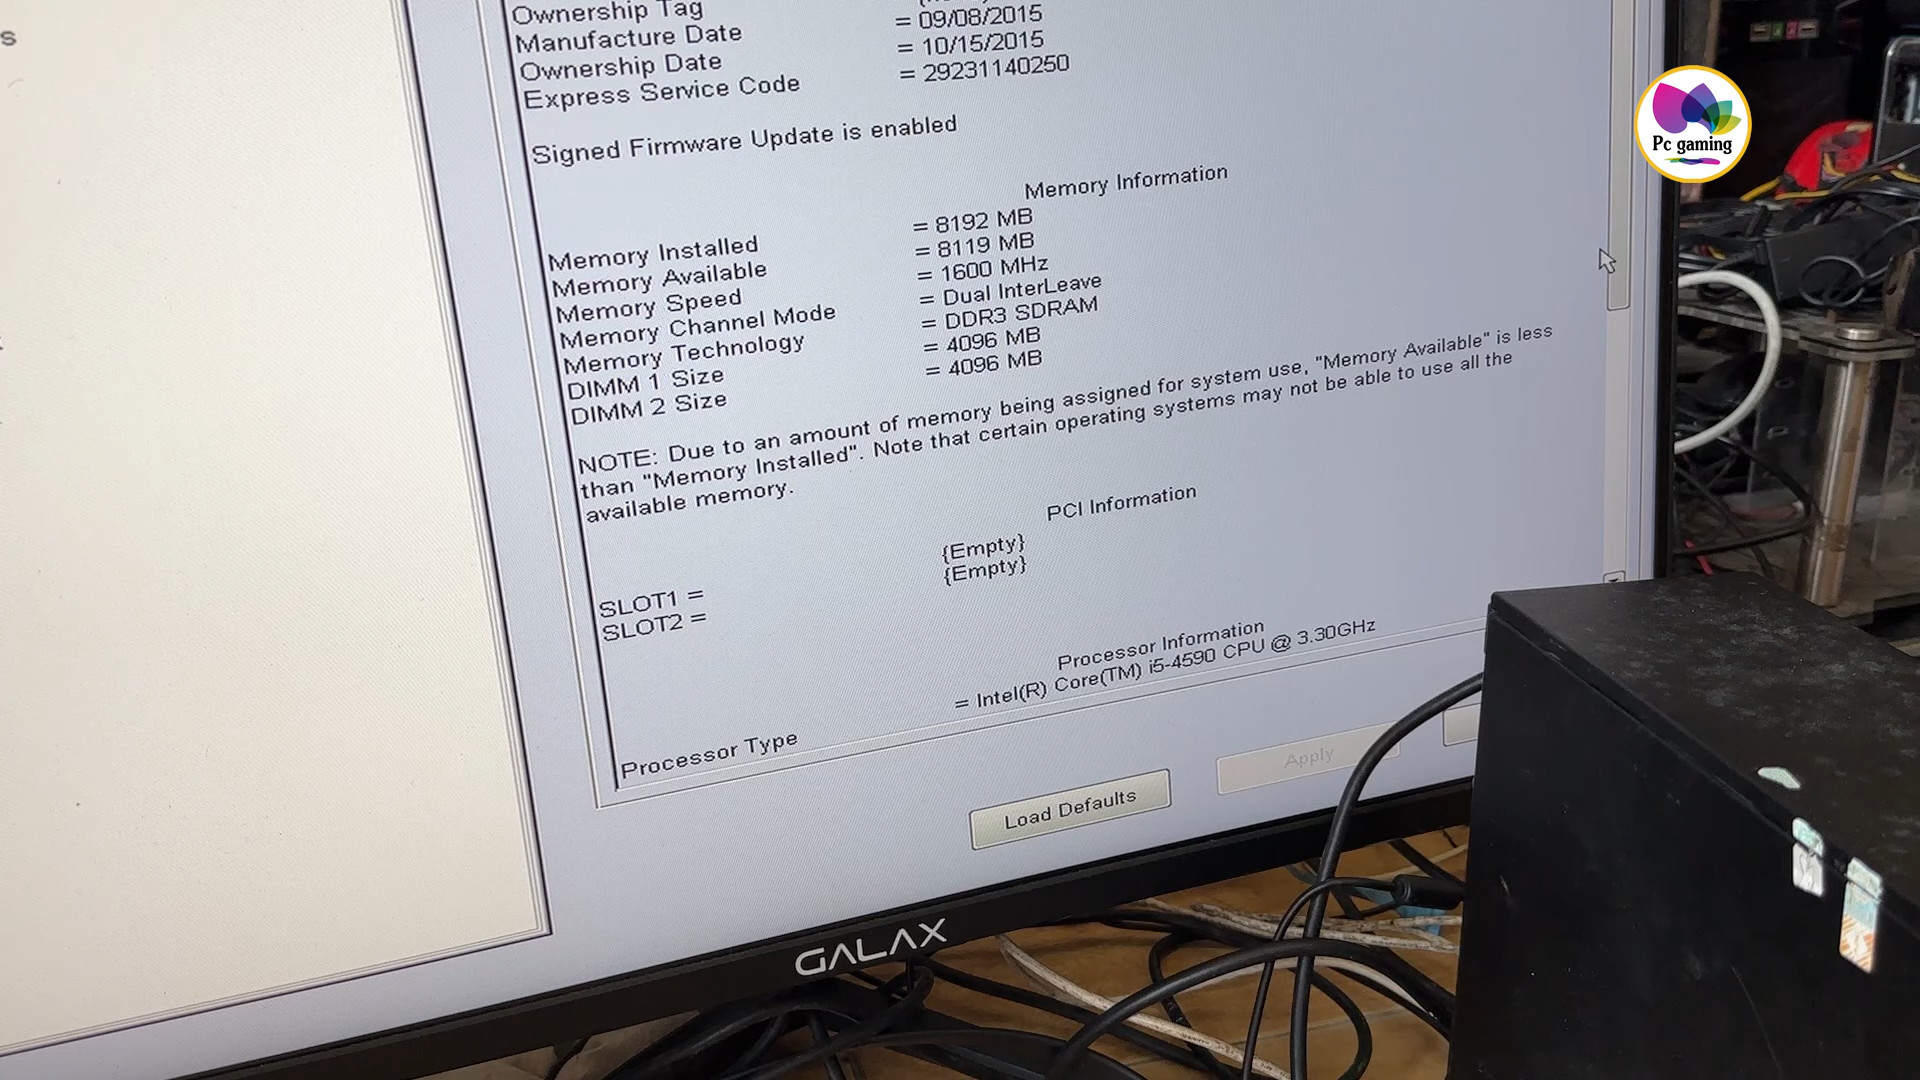 s
Ownership Tag
Manufacture Date = 09/08/2015
Ownership Date = 10/15/2015
Express Service Code = 29231140250
Signed Firmware Update is enabled
Memory Information
Memory Installed = 8192 MB
Memory Available = 8119 MB
Memory Speed = 1600 MHz
Memory Channel Mode = Dual InterLeave
Memory Technology = DDR3 SDRAM
DIMM 1 Size = 4096 MB
DIMM 2 Size = 4096 MB
NOTE: Due to an amount of memory being assigned for system use, "Memory Available" is less
than "Memory Installed". Note that certain operating systems may not be able to use all the
available memory.
PCI Information
SLOT1 = {Empty}
SLOT2 = {Empty}
Processor Information
Processor Type = Intel(R) Core(TM) i5-4590 CPU @ 3.30GHz
Load Defaults
Apply
GALAX
Pc gaming